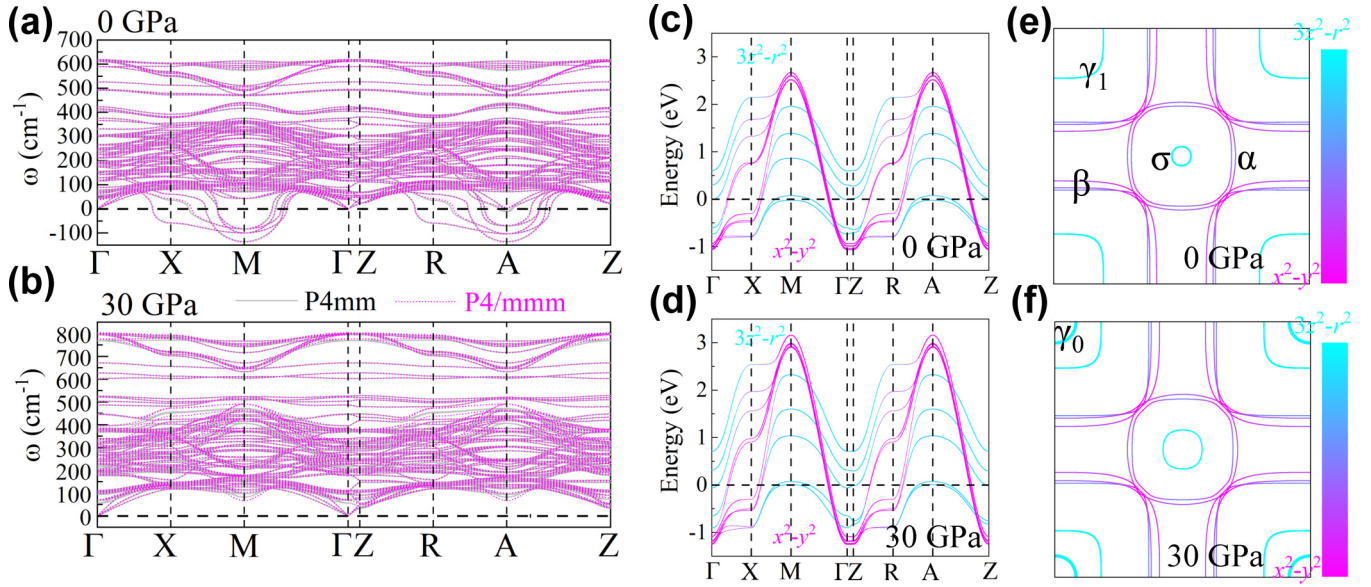 (a) 0 GPa
700
600
500
400
300
200
100
0
-100
ω (cm⁻¹)
Γ X M Γ Z R A Z
(b) 30 GPa
P4mm P4/mmm
800
700
600
500
400
300
200
100
0
ω (cm⁻¹)
Γ X M Γ Z R A Z
(c)
3
2
1
0
-1
Energy (eV)
3z²-r²
x²-y²
0 GPa
Γ X M Γ Z R A Z
(d)
3
2
1
0
-1
Energy (eV)
3z²-r²
x²-y²
30 GPa
Γ X M Γ Z R A Z
(e)
γ₁
σ
α
β
0 GPa
3z²-r²
x²-y²
(f)
γ₀
30 GPa
3z²-r²
x²-y²